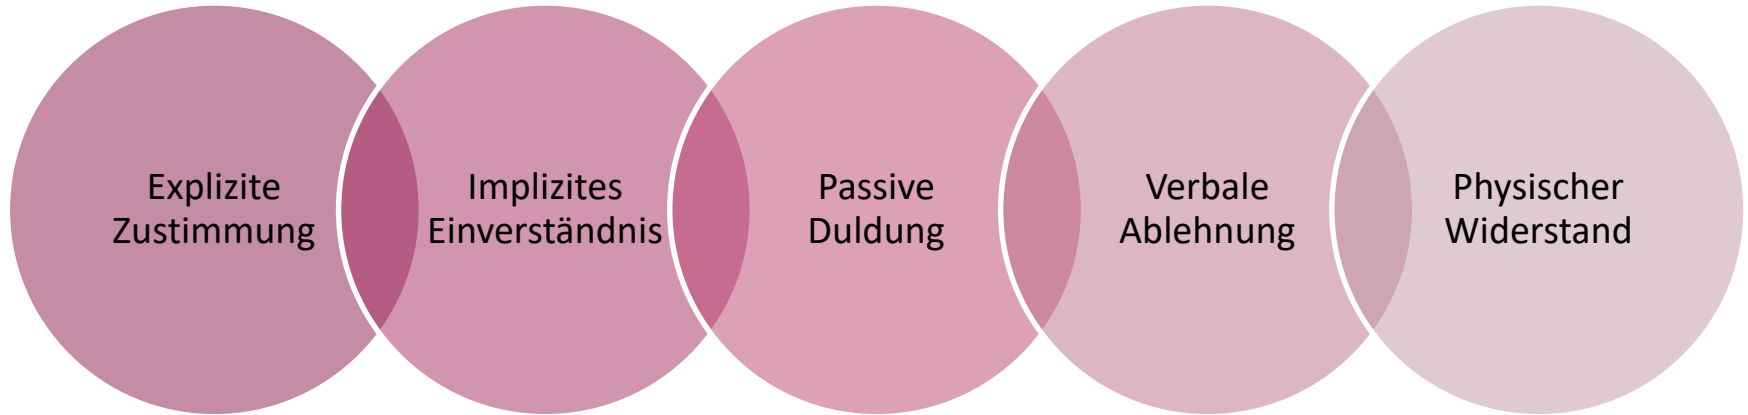 Explizite
Zustimmung
Implizites
Einverständnis
Passive
Duldung
Verbale
Ablehnung
Physischer
Widerstand